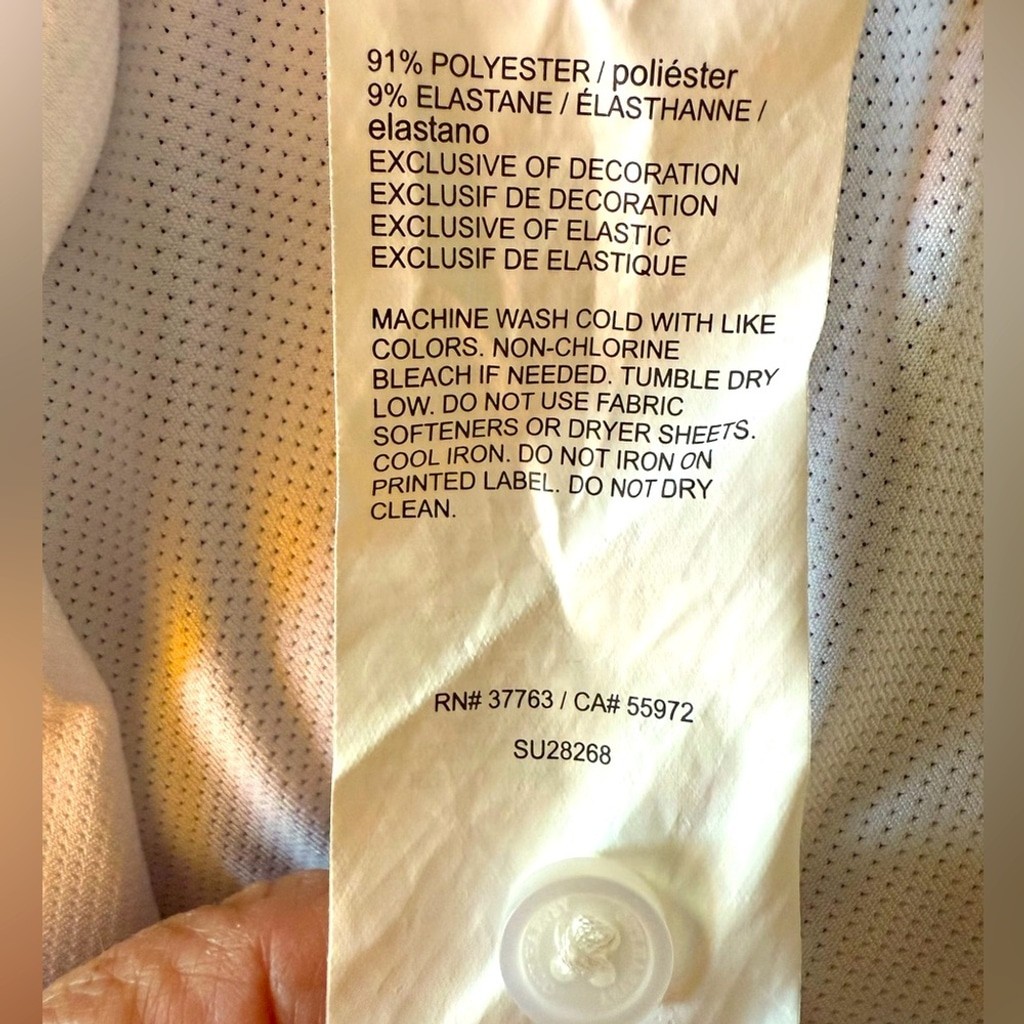 91% POLYESTER / poliéster
9% ELASTANE / ÉLASTHANNE /
elastano
EXCLUSIVE OF DECORATION
EXCLUSIF DE DECORATION
EXCLUSIVE OF ELASTIC
EXCLUSIF DE ELASTIQUE
MACHINE WASH COLD WITH LIKE
COLORS. NON-CHLORINE
BLEACH IF NEEDED. TUMBLE DRY
LOW. DO NOT USE FABRIC
SOFTENERS OR DRYER SHEETS.
COOL IRON. DO NOT IRON ON
PRINTED LABEL. DO NOT DRY
CLEAN.
RN# 37763 / CA# 55972
SU28268